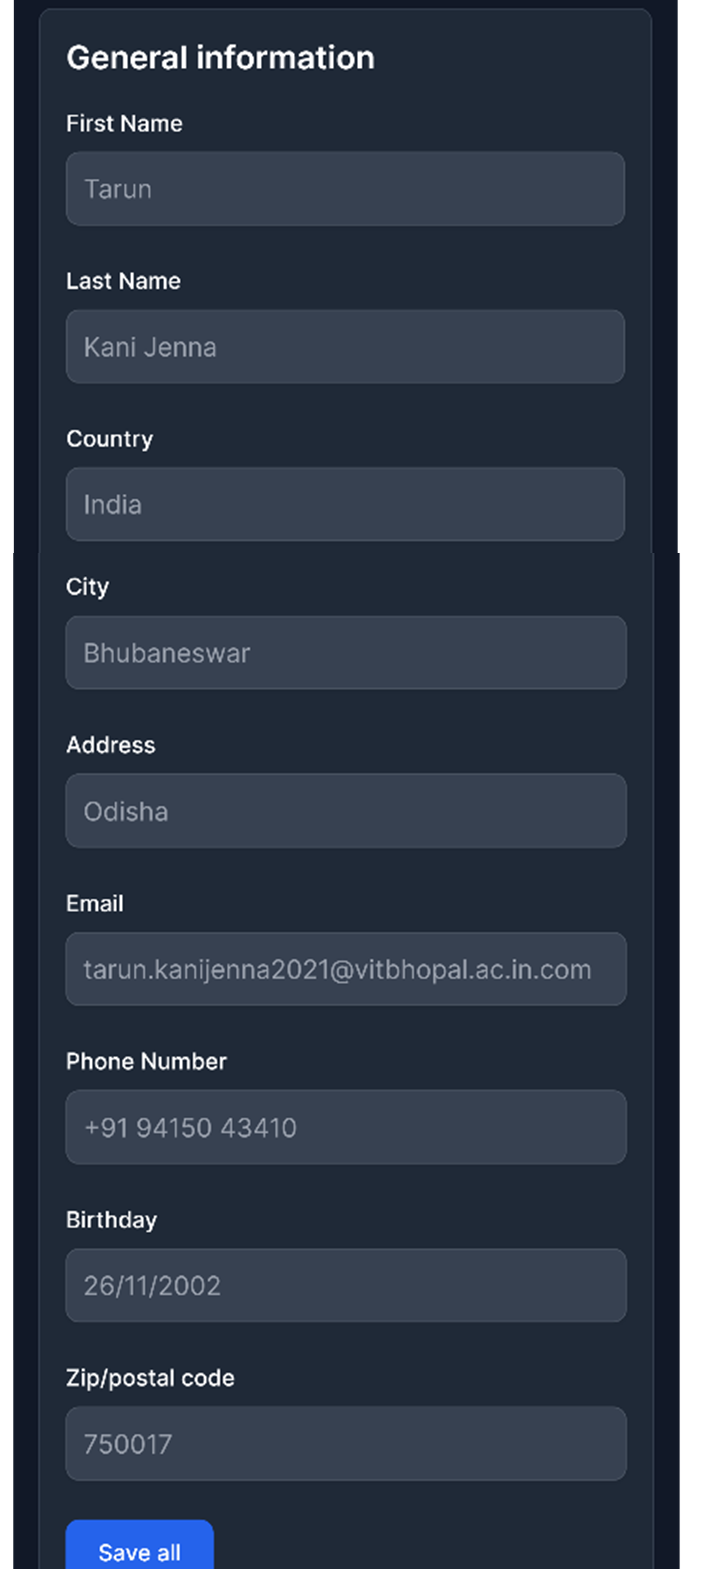 General information
First Name
Tarun
Last Name
Kani Jenna
Country
India
City
Bhubaneswar
Address
Odisha
Email
tarun.kanijenna2021@vitbhopal.ac.in.com
Phone Number
+91 94150 43410
Birthday
26/11/2002
Zip/postal code
750017
Save all